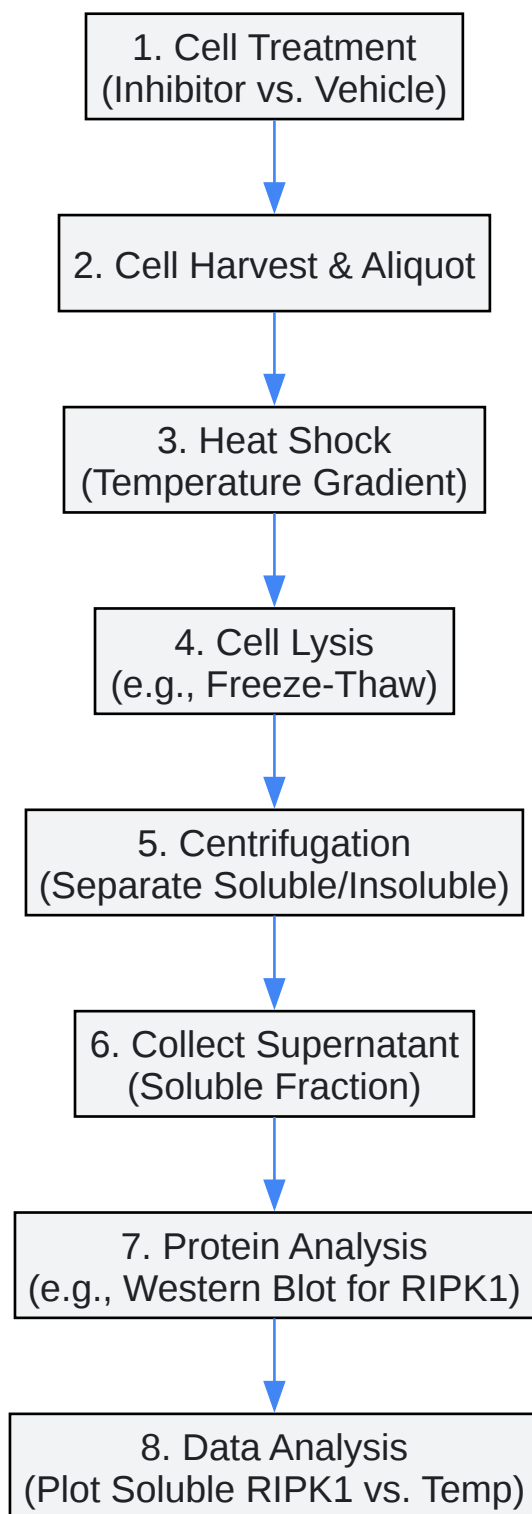 1. Cell Treatment
(Inhibitor vs. Vehicle)
2. Cell Harvest & Aliquot
3. Heat Shock
(Temperature Gradient)
4. Cell Lysis
(e.g., Freeze-Thaw)
5. Centrifugation
(Separate Soluble/Insoluble)
6. Collect Supernatant
(Soluble Fraction)
7. Protein Analysis
(e.g., Western Blot for RIPK1)
8. Data Analysis
(Plot Soluble RIPK1 vs. Temp)